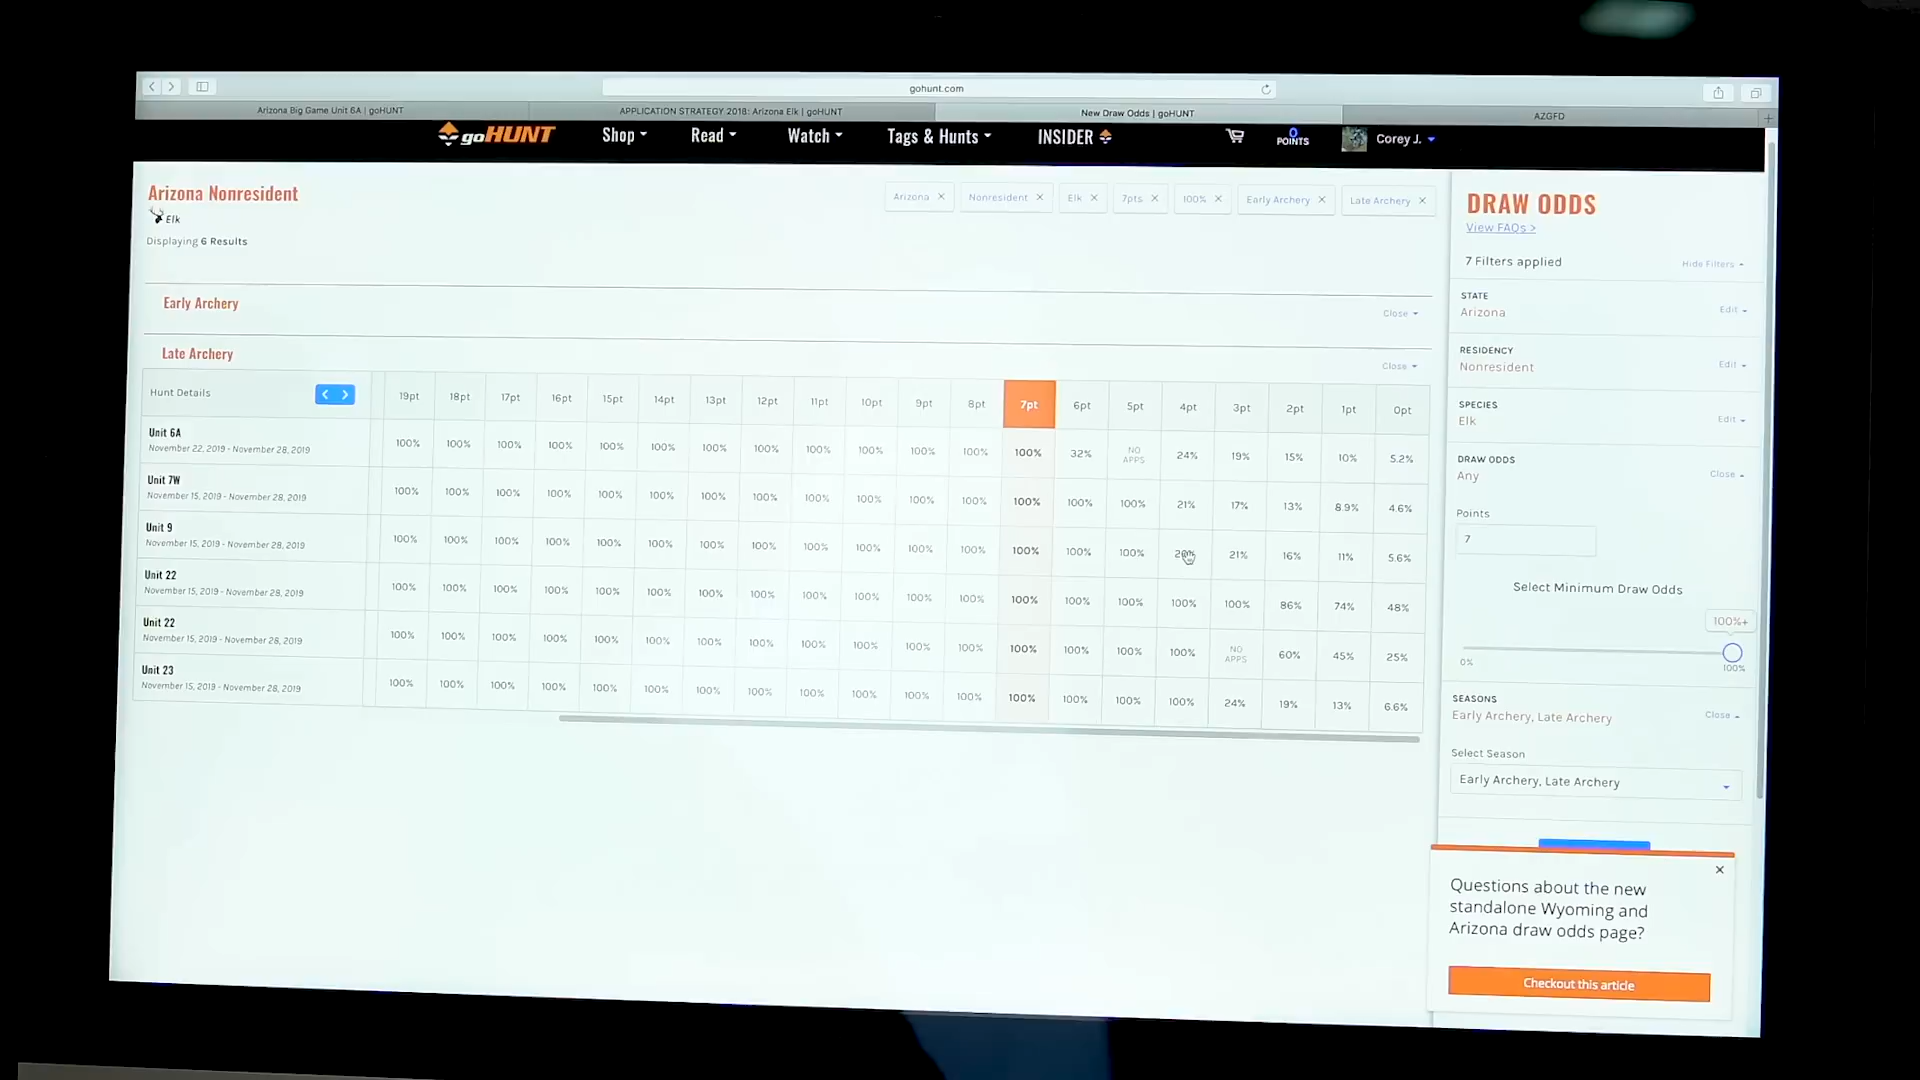 gohunt.com
Arizona Big Game Unit 6A | goHUNT
APPLICATION STRATEGY 2018: Arizona Elk | goHUNT
New Draw Odds | goHUNT
AZGFD
goHUNT
Shop
Read
Watch
Tags & Hunts
INSIDER
0
POINTS
Corey J.
Arizona Nonresident
Elk
Displaying 6 Results
Arizona ×
Nonresident ×
Elk ×
7pts ×
100% ×
Early Archery ×
Late Archery ×
Early Archery
Close
Late Archery
Close
Hunt Details 19pt 18pt 17pt 16pt 15pt 14pt 13pt 12pt 11pt 10pt 9pt 8pt 7pt 6pt 5pt 4pt 3pt 2pt 1pt 0pt
Unit 6A
November 22, 2019 - November 28, 2019
100% 100% 100% 100% 100% 100% 100% 100% 100% 100% 100% 100% 100% 32% NO APPS 24% 19% 15% 10% 5.2%
Unit 7W
November 15, 2019 - November 28, 2019
100% 100% 100% 100% 100% 100% 100% 100% 100% 100% 100% 100% 100% 100% 100% 21% 17% 13% 8.9% 4.6%
Unit 9
November 15, 2019 - November 28, 2019
100% 100% 100% 100% 100% 100% 100% 100% 100% 100% 100% 100% 100% 100% 100% 21% 16% 11% 5.6%
Unit 22
November 15, 2019 - November 28, 2019
100% 100% 100% 100% 100% 100% 100% 100% 100% 100% 100% 100% 100% 100% 100% 100% 100% 86% 74% 48%
Unit 22
November 15, 2019 - November 28, 2019
100% 100% 100% 100% 100% 100% 100% 100% 100% 100% 100% 100% 100% 100% 100% 100% NO APPS 60% 45% 25%
Unit 23
November 15, 2019 - November 28, 2019
100% 100% 100% 100% 100% 100% 100% 100% 100% 100% 100% 100% 100% 100% 100% 100% 24% 19% 13% 6.6%
DRAW ODDS
View FAQs >
7 Filters applied
Hide Filters
STATE
Arizona
Edit
RESIDENCY
Nonresident
Edit
SPECIES
Elk
Edit
DRAW ODDS
Any
Close
Points
7
Select Minimum Draw Odds
100%+
0%
100%
SEASONS
Early Archery, Late Archery
Close
Select Season
Early Archery, Late Archery
×
Questions about the new
standalone Wyoming and
Arizona draw odds page?
Checkout this article